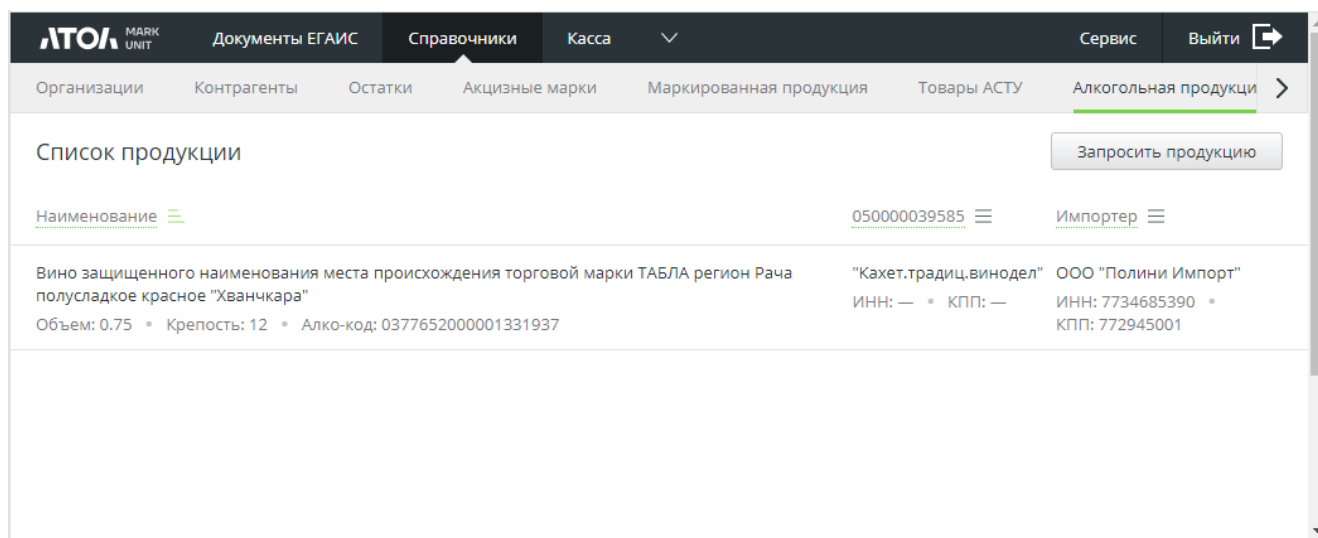 АТОЛ MARK UNIT Документы ЕГАИС Справочники Касса Сервис Выйти
Организации Контрагенты Остатки Акцизные марки Маркированная продукция Товары АСТУ Алкогольная продукци
Список продукции Запросить продукцию
Наименование 050000039585 Импортер
Вино защищенного наименования места происхождения торговой марки ТАБЛА регион Рача "Кахет.традиц.винодел" ООО "Полини Импорт"
полусладкое красное "Хванчкара" ИНН: — • КПП: — ИНН: 7734685390 •
Объем: 0.75 • Крепость: 12 • Алко-код: 0377652000001331937 КПП: 772945001